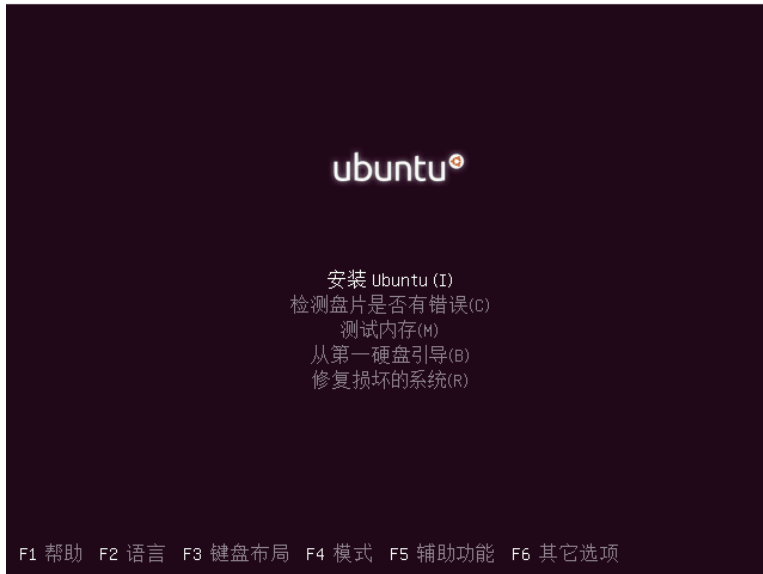 ubuntu
安装 Ubuntu (I)
检测盘片是否有错误(C)
测试内存(M)
从第一硬盘引导(B)
修复损坏的系统(R)
F1 帮助 F2 语言 F3 键盘布局 F4 模式 F5 辅助功能 F6 其它选项